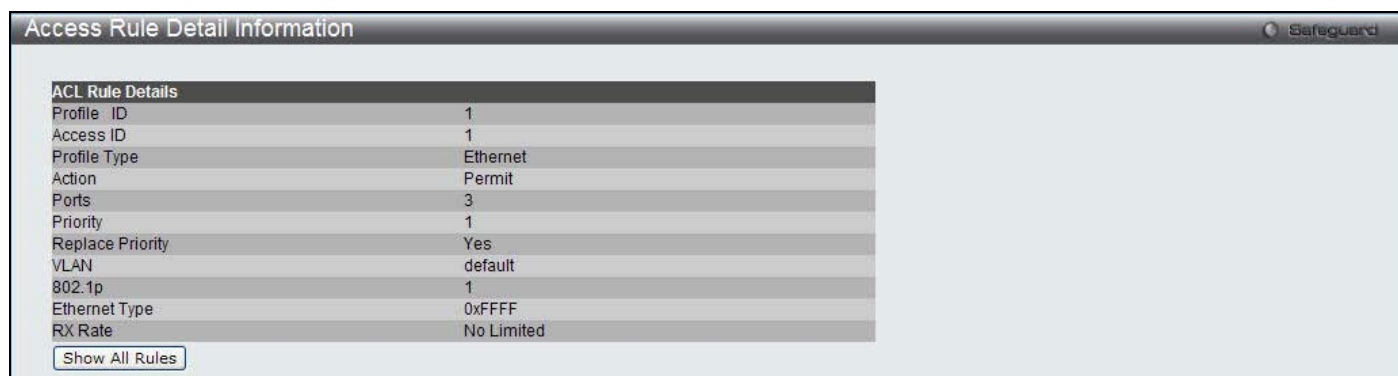 Access Rule Detail Information
Safeguard
ACL Rule Details
Profile ID 1
Access ID 1
Profile Type Ethernet
Action Permit
Ports 3
Priority 1
Replace Priority Yes
VLAN default
802.1p 1
Ethernet Type 0xFFFF
RX Rate No Limited
Show All Rules